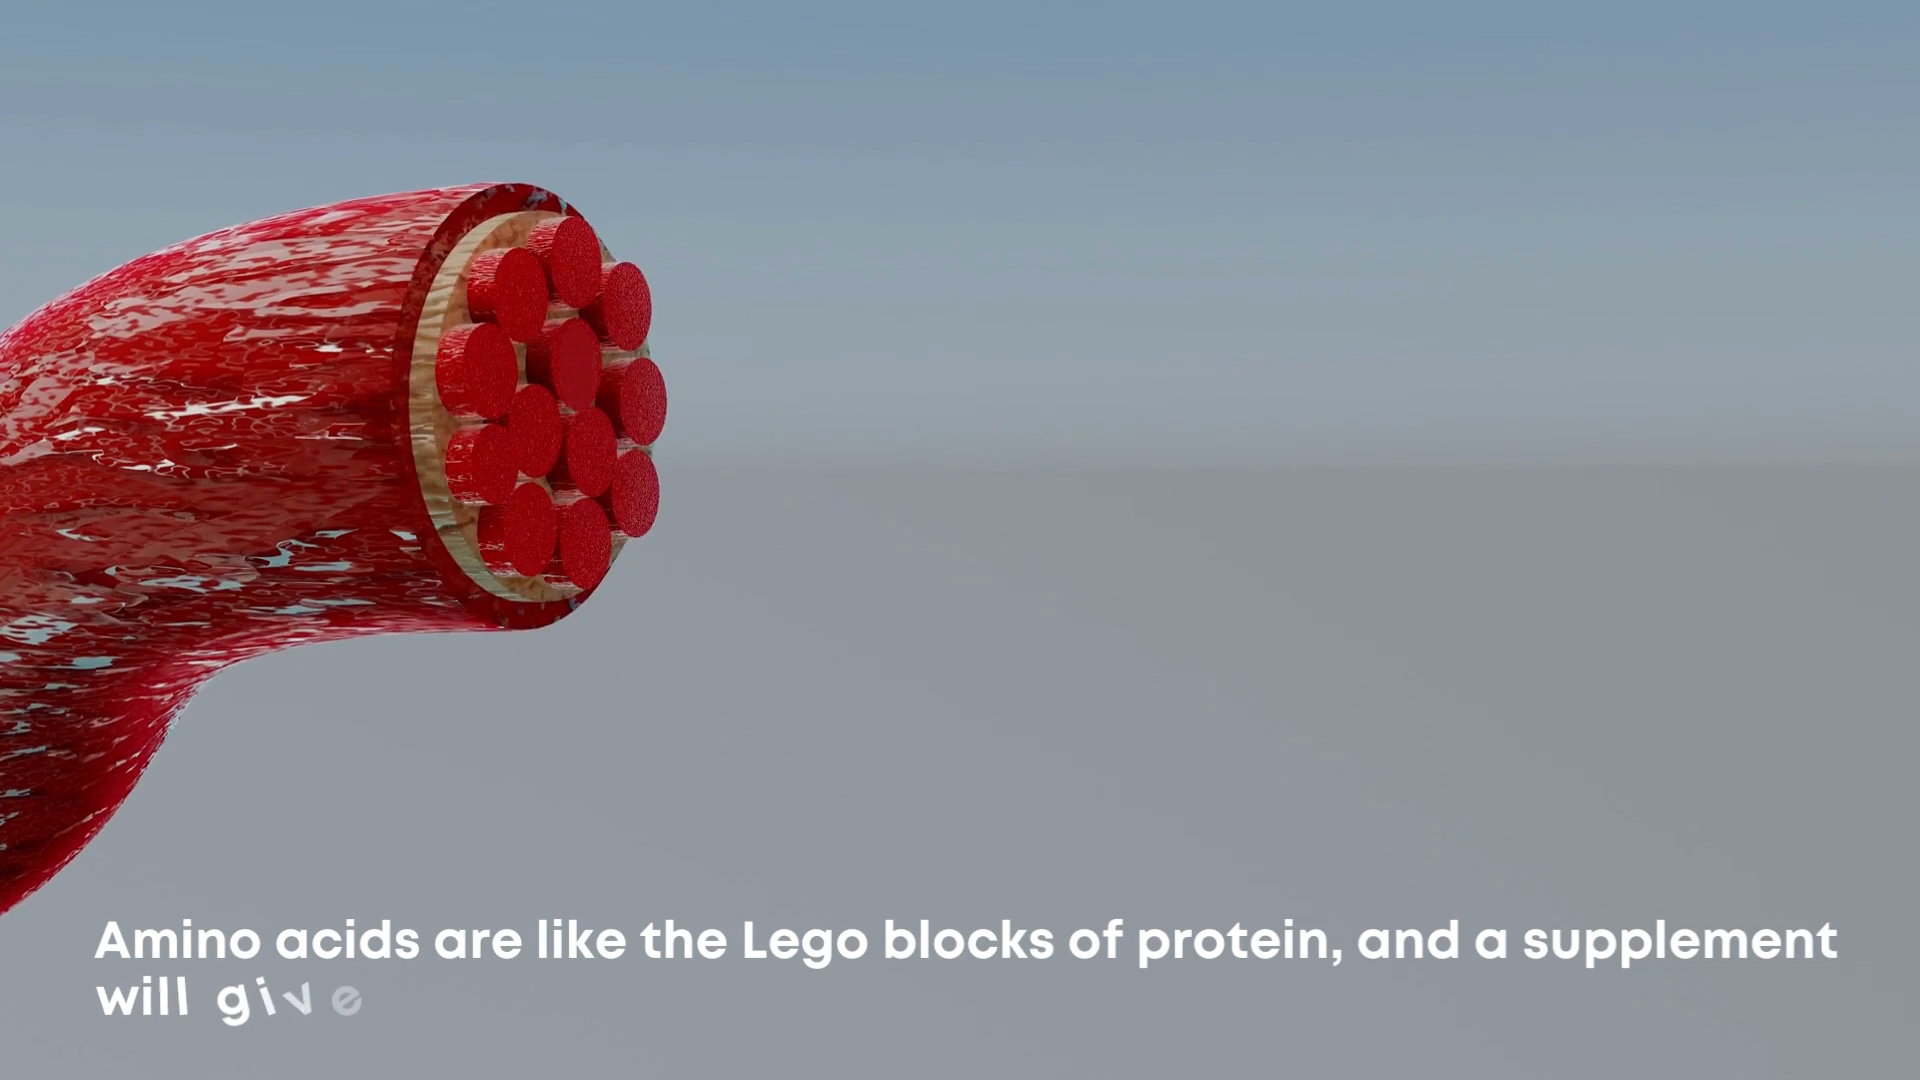 Amino acids are like the Lego blocks of protein, and a supplement
will give